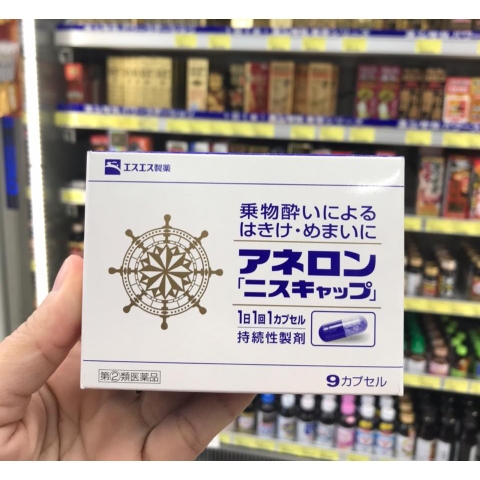 エスエス製薬
乗物酔いによる
はきけ・めまいに
アネロン
「ニスキャップ」
1日1回1カプセル
持続性製剤
指定②類医薬品
9カプセル